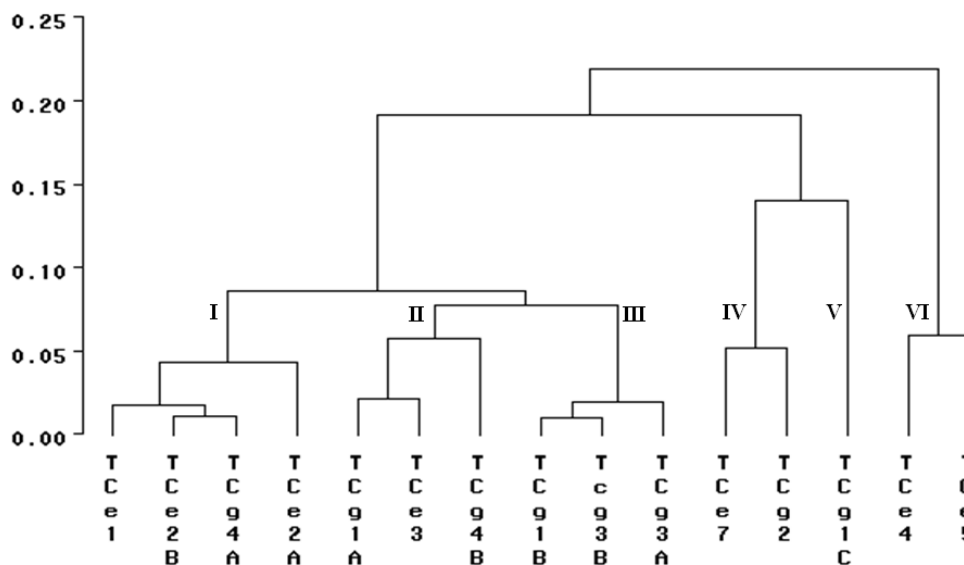 0.25
0.20
0.15
0.10
0.05
0.00
I
II
III
IV
V
VI
TCe1
TCe2B
TCg4A
TCe2A
TCg1A
TCe3
TCg4B
TCg1B
Tcg3B
TCg3A
TCe7
TCg2
TCg1C
TCe4